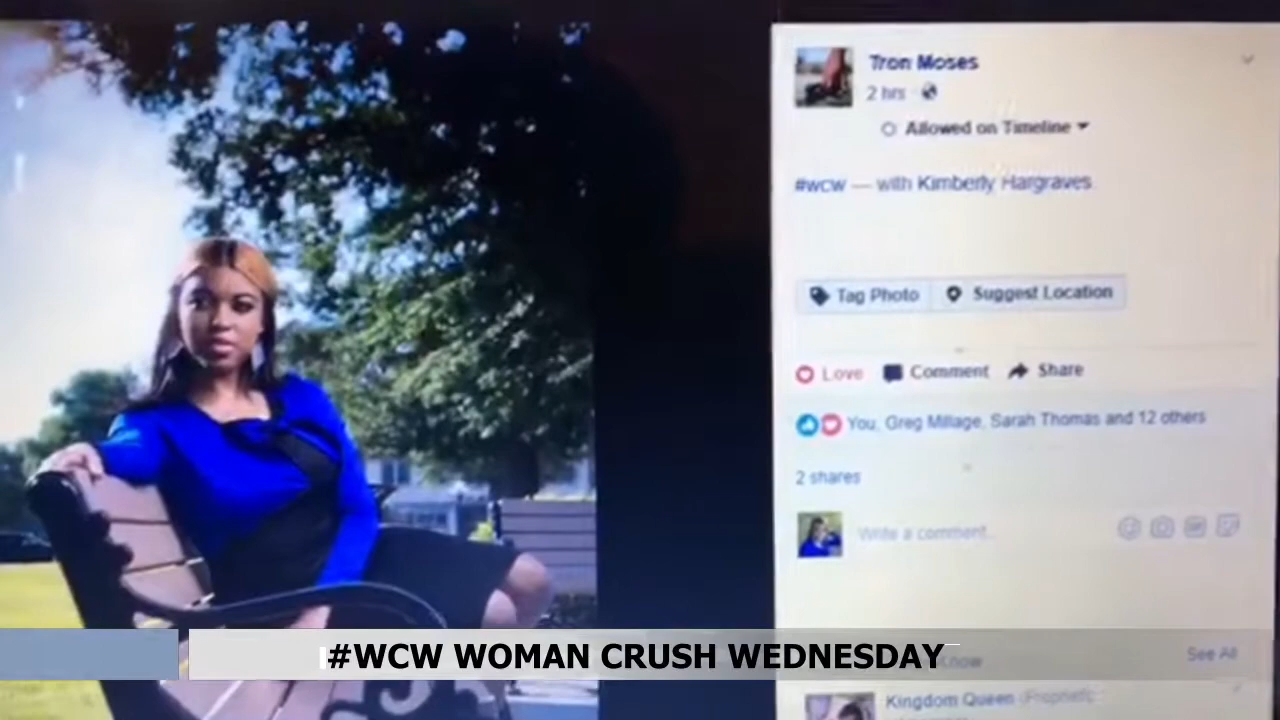 Tron Moses
2 hrs
Allowed on Timeline
#wcw — with Kimberly Hargraves.
Tag Photo Suggest Location
Love Comment Share
You, Greg Millage, Sarah Thomas and 12 others
2 shares
Write a comment...
#WCW WOMAN CRUSH WEDNESDAY
Know See All
Kingdom Queen (Prophetic